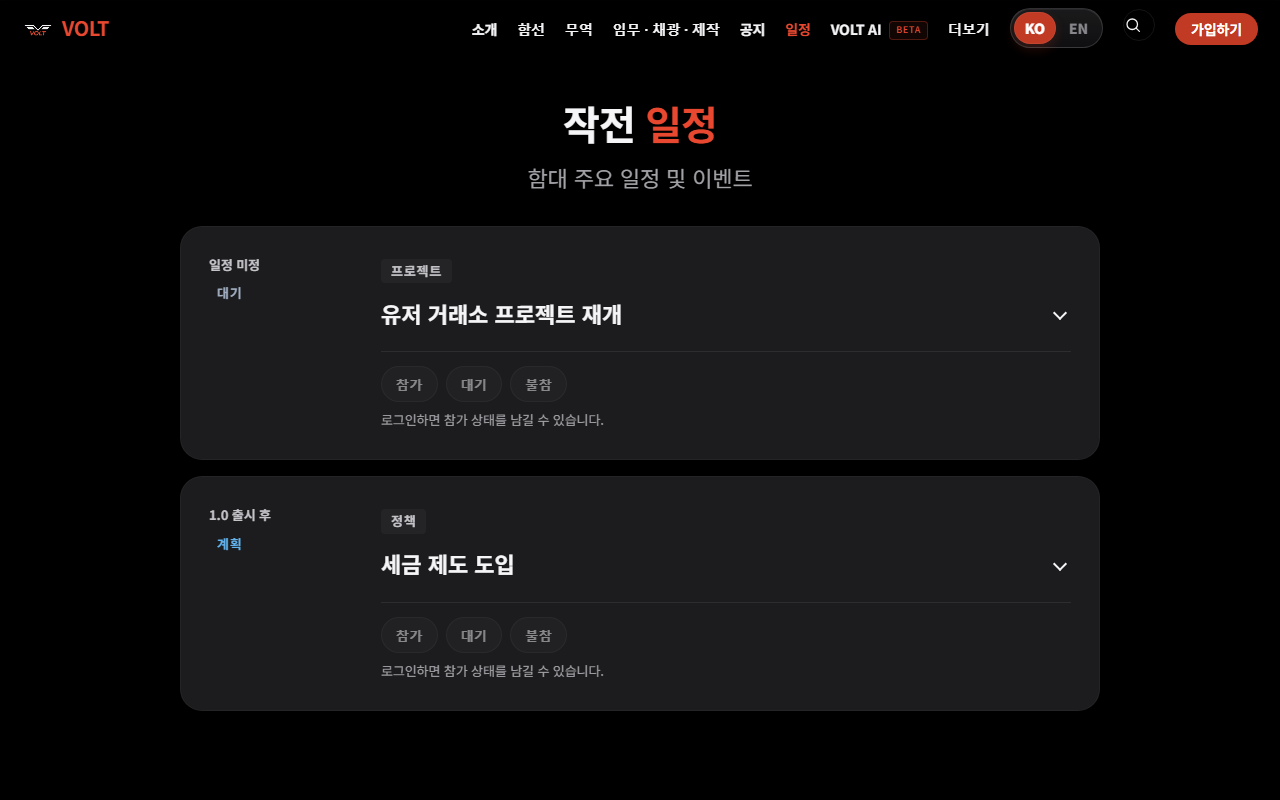 VOLT
VOLT
소개
함선
무역
임무 · 채광 · 제작
공지
일정
VOLT AI
BETA
더보기
KO
EN
가입하기
작전 일정
함대 주요 일정 및 이벤트
일정 미정
대기
프로젝트
유저 거래소 프로젝트 재개
참가
대기
불참
로그인하면 참가 상태를 남길 수 있습니다.
1.0 출시 후
계획
정책
세금 제도 도입
참가
대기
불참
로그인하면 참가 상태를 남길 수 있습니다.